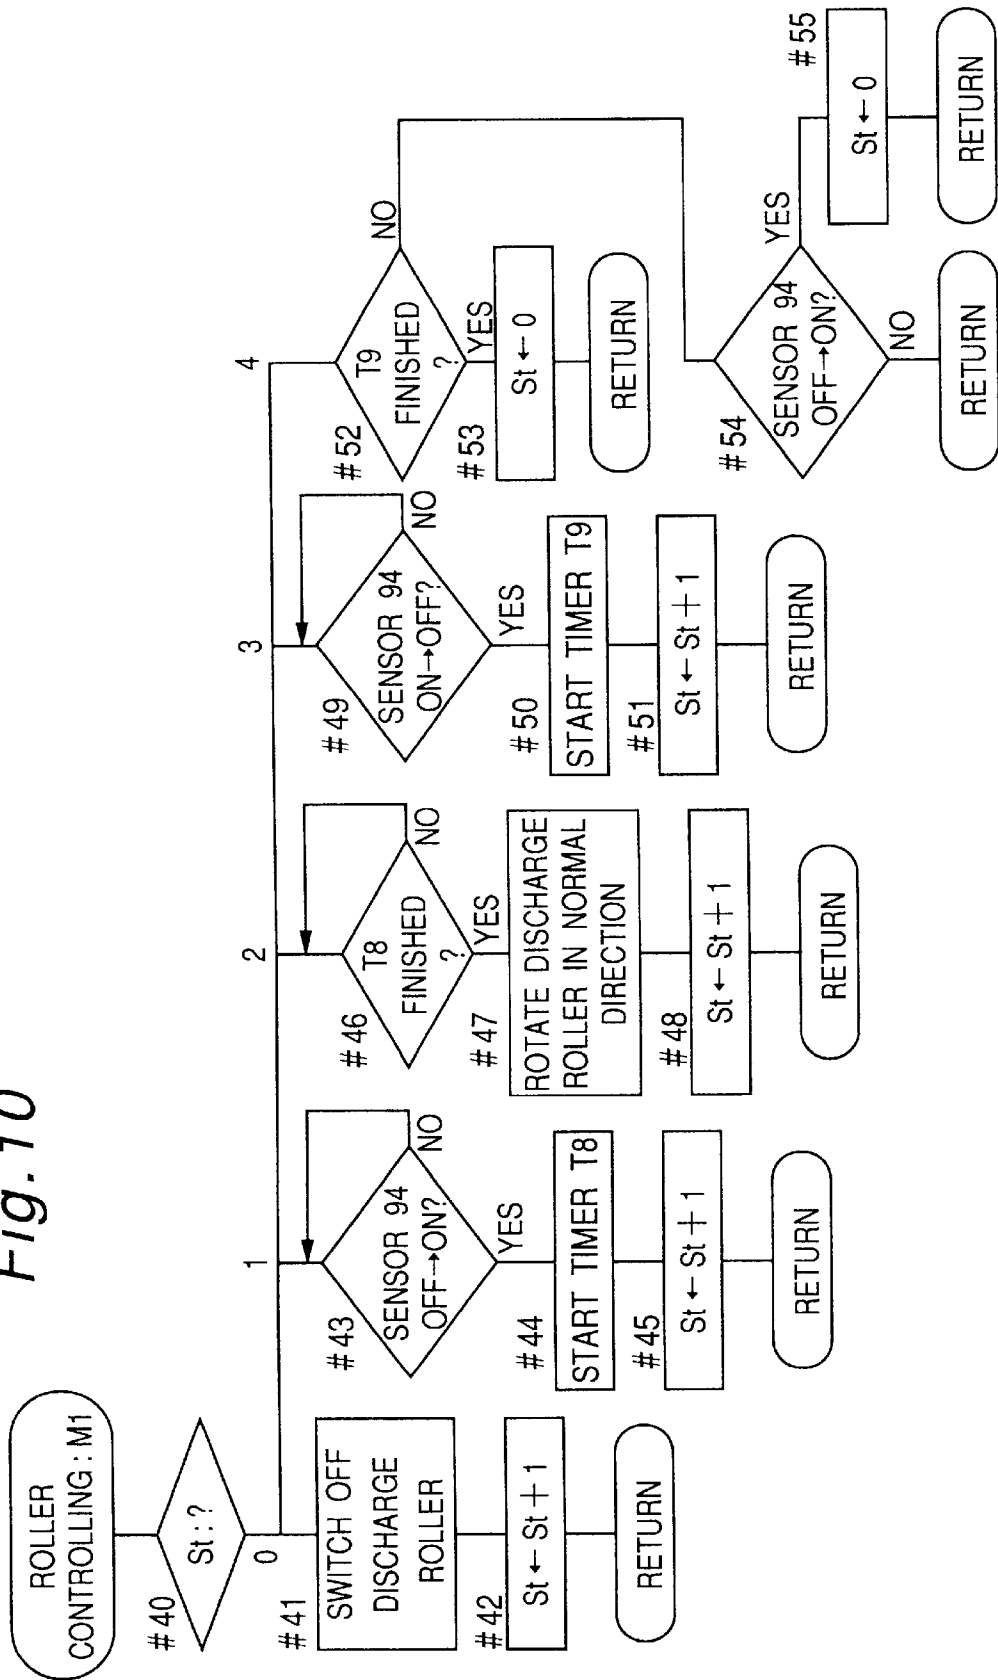 Fig.10
ROLLER
CONTROLLING : M1
#40
St : ?
0
1
2
3
4
#41
SWITCH OFF
DISCHARGE
ROLLER
#42
St ← St + 1
RETURN
#43
SENSOR 94
OFF→ON?
NO
YES
#44
START TIMER T8
#45
St ← St + 1
RETURN
#46
T8
FINISHED
?
NO
YES
#47
ROTATE DISCHARGE
ROLLER IN NORMAL
DIRECTION
#48
St ← St + 1
RETURN
#49
SENSOR 94
ON→OFF?
NO
YES
#50
START TIMER T9
#51
St ← St + 1
RETURN
#52
T9
FINISHED
?
NO
YES
#53
St ← 0
RETURN
#54
SENSOR 94
OFF→ON?
YES
NO
RETURN
#55
St ← 0
RETURN